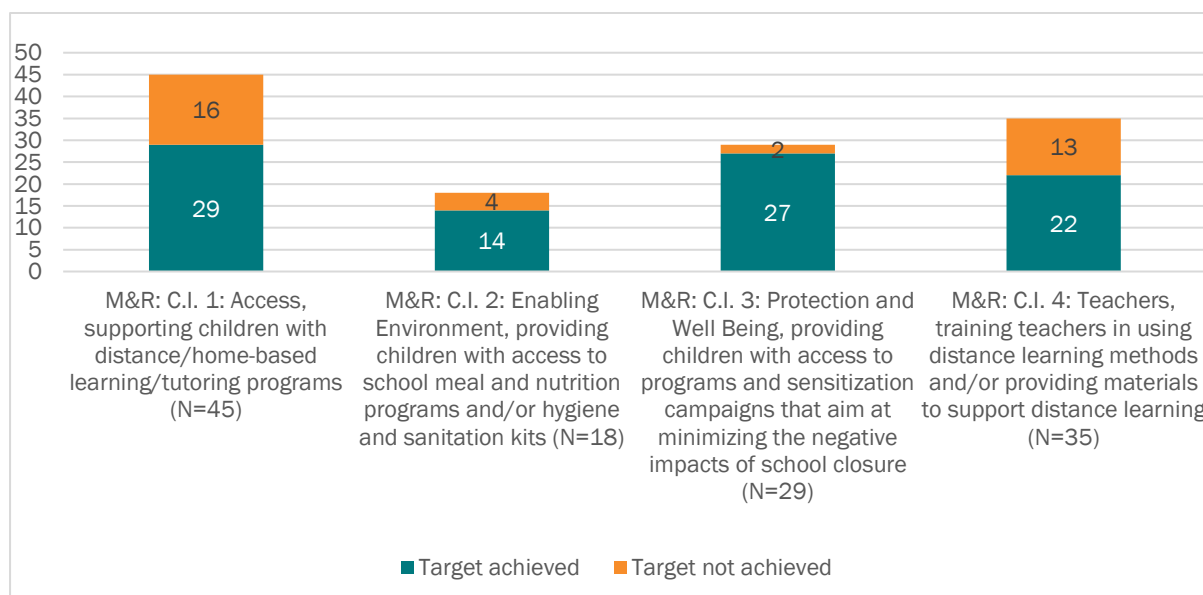 50
45
40
35
30
25
20
15
10
5
0
16
29
4
14
2
27
13
22
M&R: C.I. 1: Access,
supporting children with
distance/home-based
learning/tutoring programs
(N=45)
M&R: C.I. 2: Enabling
Environment, providing
children with access to
school meal and nutrition
programs and/or hygiene
and sanitation kits (N=18)
M&R: C.I. 3: Protection and
Well Being, providing
children with access to
programs and sensitization
campaigns that aim at
minimizing the negative
impacts of school closure
(N=29)
M&R: C.I. 4: Teachers,
training teachers in using
distance learning methods
and/or providing materials
to support distance learning
(N=35)
Target achieved
Target not achieved